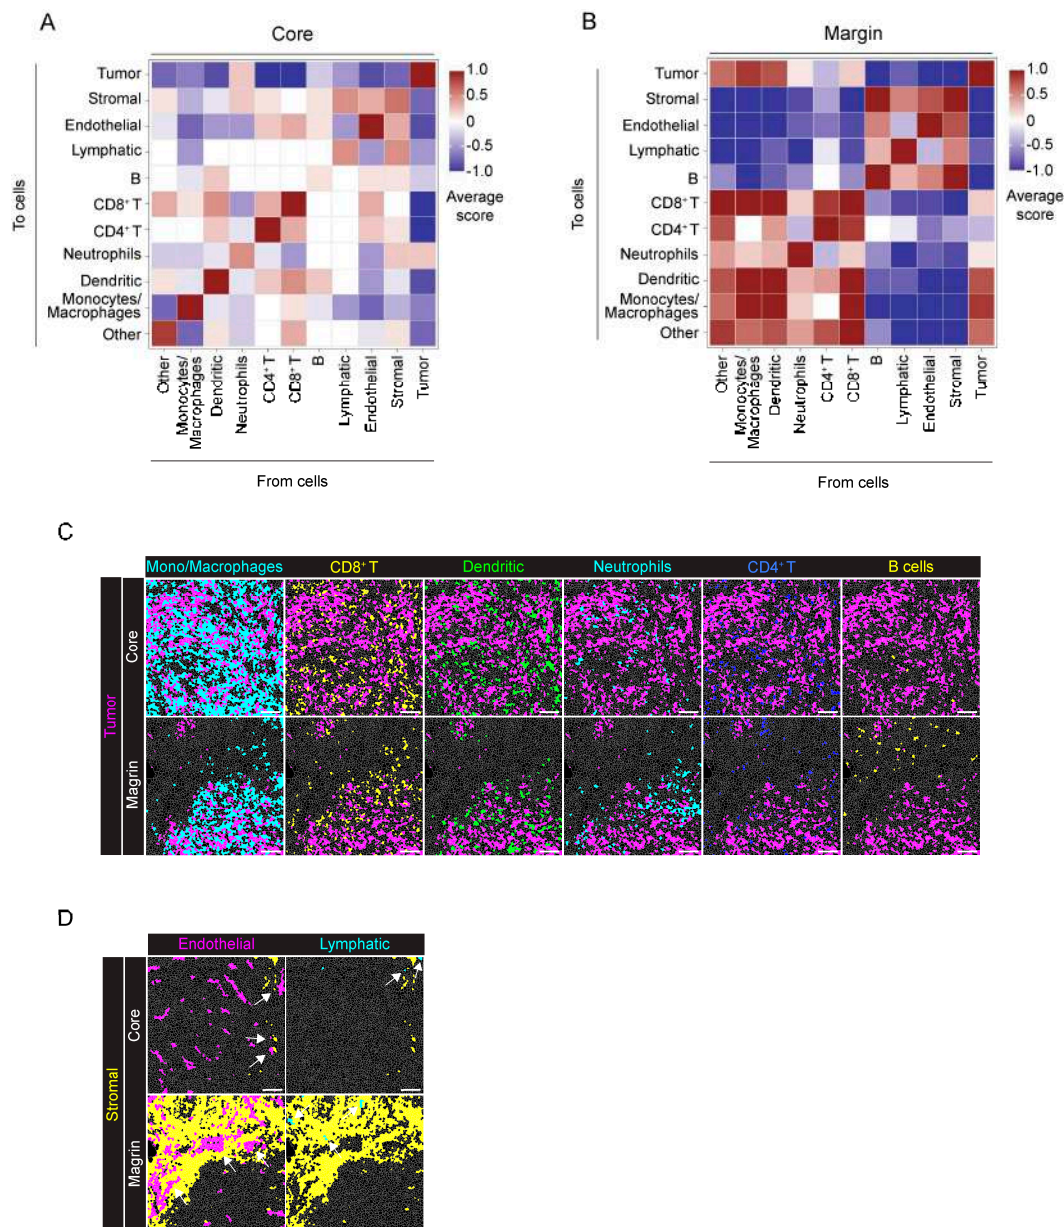 A
Core
To cells
Tumor
Stromal
Endothelial
Lymphatic
B
CD8+ T
CD4+ T
Neutrophils
Dendritic
Monocytes/
Macrophages
Other
1.0
0.5
0
-0.5
-1.0
Average
score
Other
Monocytes/
Macrophages
Dendritic
Neutrophils
CD4+ T
CD8+ T
B
Lymphatic
Endothelial
Stromal
Tumor
From cells
B
Margin
To cells
Tumor
Stromal
Endothelial
Lymphatic
B
CD8+ T
CD4+ T
Neutrophils
Dendritic
Monocytes/
Macrophages
Other
1.0
0.5
0
-0.5
-1.0
Average
score
Other
Monocytes/
Macrophages
Dendritic
Neutrophils
CD4+ T
CD8+ T
B
Lymphatic
Endothelial
Stromal
Tumor
From cells
C
Mono/Macrophages
CD8+ T
Dendritic
Neutrophils
CD4+ T
B cells
Tumor
Core
Magrin
D
Endothelial
Lymphatic
Stromal
Core
Magrin